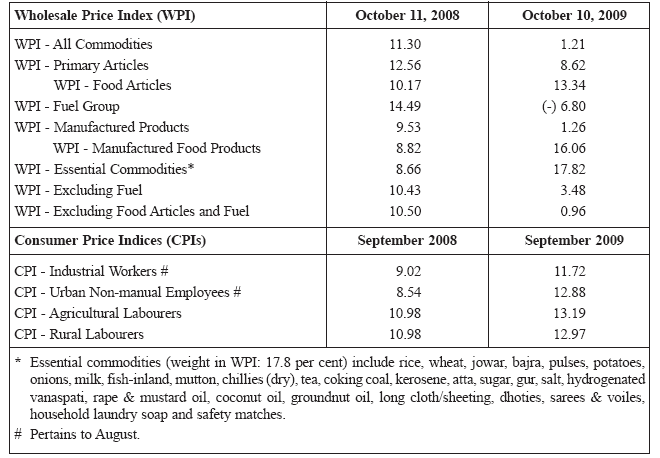 Wholesale Price Index (WPI) October 11, 2008 October 10, 2009
WPI - All Commodities 11.30 1.21
WPI - Primary Articles 12.56 8.62
WPI - Food Articles 10.17 13.34
WPI - Fuel Group 14.49 (-) 6.80
WPI - Manufactured Products 9.53 1.26
WPI - Manufactured Food Products 8.82 16.06
WPI - Essential Commodities* 8.66 17.82
WPI - Excluding Fuel 10.43 3.48
WPI - Excluding Food Articles and Fuel 10.50 0.96
Consumer Price Indices (CPIs) September 2008 September 2009
CPI - Industrial Workers # 9.02 11.72
CPI - Urban Non-manual Employees # 8.54 12.88
CPI - Agricultural Labourers 10.98 13.19
CPI - Rural Labourers 10.98 12.97
* Essential commodities (weight in WPI: 17.8 per cent) include rice, wheat, jowar, bajra, pulses, potatoes,
onions, milk, fish-inland, mutton, chillies (dry), tea, coking coal, kerosene, atta, sugar, gur, salt, hydrogenated
vanaspati, rape & mustard oil, coconut oil, groundnut oil, long cloth/sheeting, dhoties, sarees & voiles,
household laundry soap and safety matches.
# Pertains to August.